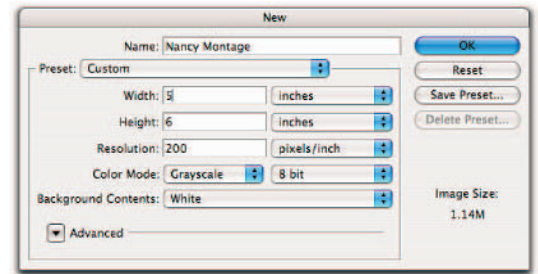 New
Name: Nancy Montage
Preset: Custom
Width: 5 inches
Height: 6 inches
Resolution: 200 pixels/inch
Color Mode: Grayscale 8 bit
Background Contents: White
Advanced
OK
Reset
Save Preset...
Delete Preset...
Image Size:
1.14M